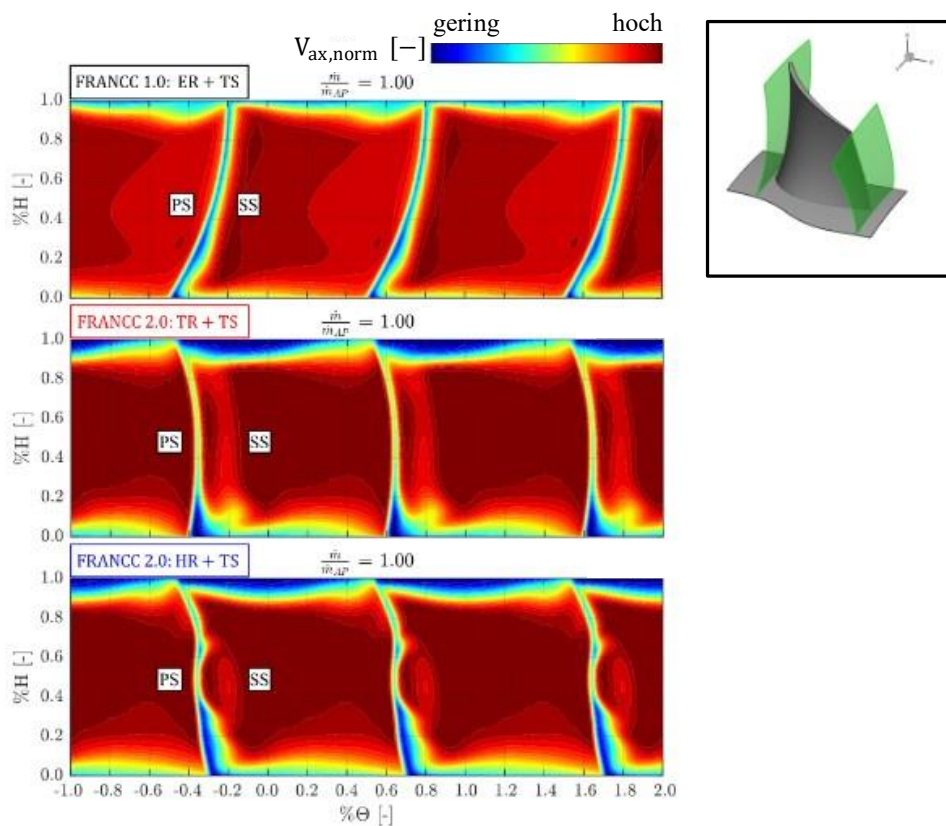 gering hoch
V_ax,norm [−]
FRANCC 1.0: ER + TS ṁ/ṁ_AP = 1.00
1.0
0.8
0.6
0.4
0.2
0.0
%H [-]
PS SS
FRANCC 2.0: TR + TS ṁ/ṁ_AP = 1.00
1.0
0.8
0.6
0.4
0.2
0.0
%H [-]
PS SS
FRANCC 2.0: HR + TS ṁ/ṁ_AP = 1.00
1.0
0.8
0.6
0.4
0.2
0.0
%H [-]
PS SS
-1.0 -0.8 -0.6 -0.4 -0.2 0.0 0.2 0.4 0.6 0.8 1.0 1.2 1.4 1.6 1.8 2.0
%Θ [-]